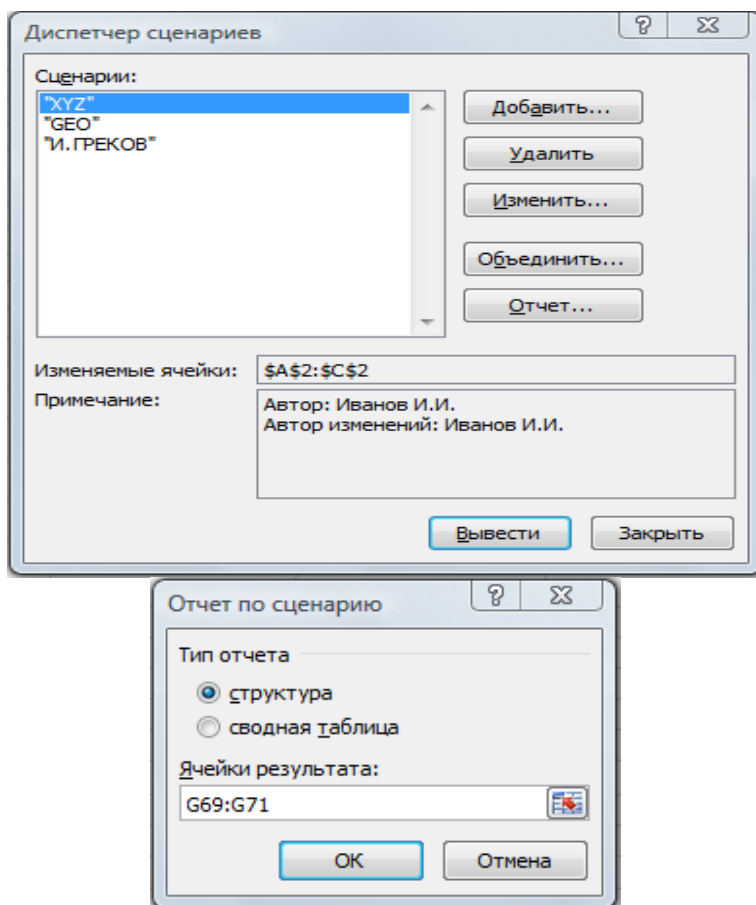 Диспетчер сценариев
Сценарии:
"XYZ"
"GEO"
"И.ГРЕКОВ"
Добавить...
Удалить
Изменить...
Объединить...
Отчет...
Изменяемые ячейки: $A$2:$C$2
Примечание: Автор: Иванов И.И.
Автор изменений: Иванов И.И.
Вывести Закрыть
Отчет по сценарию
Тип отчета
структура
сводная таблица
Ячейки результата:
G69:G71
ОК Отмена